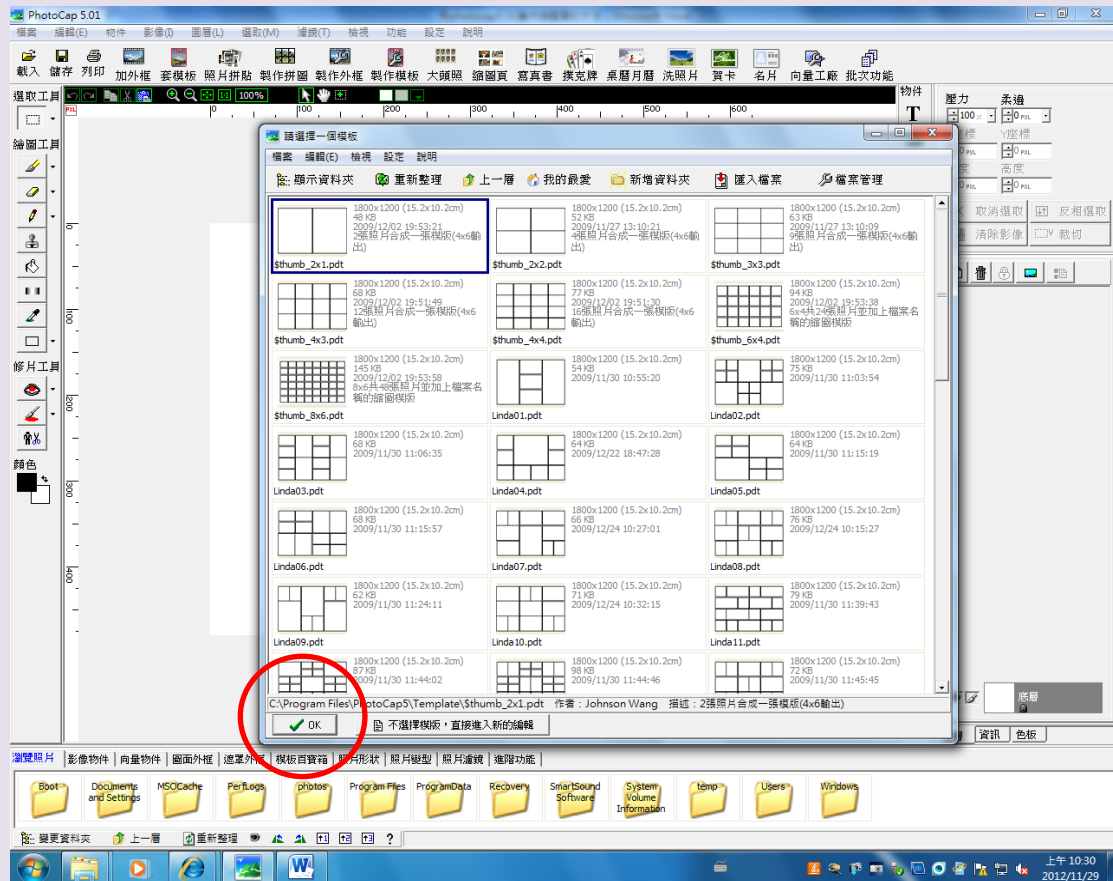 PhotoCap 5.01
檔案 編輯(E) 物件 影像(I) 圖層(L) 選取(M) 濾鏡(T) 檢視 功能 設定 說明
載入 儲存 列印 加外框 套模板 照片拼貼 製作拼圖 製作外框 製作模板 大頭照 縮圖頁 寫真書 撲克牌 桌曆月曆 洗照片 賀卡 名片 向量工廠 批次功能
選取工具 100% 物件 壓力 柔邊
PXL 0 100 200 300 400 500 600 T 100 % 0 PXL
Y座標
繪圖工具
0 PXL 0 PXL
高度
0 PXL 0 PXL
取消選取 反相選取
清除影像 裁切
修片工具
顏色
0 100 200 300 400
請選擇一個模板
檔案 編輯(E) 檢視 設定 說明
顯示資料夾 重新整理 上一層 我的最愛 新增資料夾 匯入檔案 檔案管理
1800x1200 (15.2x10.2cm)
48 KB
2009/12/02 19:53:21
2張照片合成一張模版(4x6輸出)
$thumb_2x1.pdt
1800x1200 (15.2x10.2cm)
52 KB
2009/11/27 13:10:21
4張照片合成一張模版(4x6輸出)
$thumb_2x2.pdt
1800x1200 (15.2x10.2cm)
63 KB
2009/11/27 13:10:09
9張照片合成一張模版(4x6輸出)
$thumb_3x3.pdt
1800x1200 (15.2x10.2cm)
68 KB
2009/12/02 19:51:49
12張照片合成一張模版(4x6輸出)
$thumb_4x3.pdt
1800x1200 (15.2x10.2cm)
77 KB
2009/12/02 19:51:30
16張照片合成一張模版(4x6輸出)
$thumb_4x4.pdt
1800x1200 (15.2x10.2cm)
94 KB
2009/12/02 19:53:38
6x4共24張照片並加上檔案名稱的縮圖模版
$thumb_6x4.pdt
1800x1200 (15.2x10.2cm)
145 KB
2009/12/02 19:53:58
8x6共48張照片並加上檔案名稱的縮圖模版
$thumb_8x6.pdt
1800x1200 (15.2x10.2cm)
54 KB
2009/11/30 10:55:20
Linda01.pdt
1800x1200 (15.2x10.2cm)
75 KB
2009/11/30 11:03:54
Linda02.pdt
1800x1200 (15.2x10.2cm)
68 KB
2009/11/30 11:06:35
Linda03.pdt
1800x1200 (15.2x10.2cm)
64 KB
2009/12/22 18:47:28
Linda04.pdt
1800x1200 (15.2x10.2cm)
64 KB
2009/11/30 11:15:19
Linda05.pdt
1800x1200 (15.2x10.2cm)
68 KB
2009/11/30 11:15:57
Linda06.pdt
1800x1200 (15.2x10.2cm)
66 KB
2009/12/24 10:27:01
Linda07.pdt
1800x1200 (15.2x10.2cm)
76 KB
2009/12/24 10:15:27
Linda08.pdt
1800x1200 (15.2x10.2cm)
62 KB
2009/11/30 11:24:11
Linda09.pdt
1800x1200 (15.2x10.2cm)
71 KB
2009/12/24 10:32:15
Linda10.pdt
1800x1200 (15.2x10.2cm)
79 KB
2009/11/30 11:39:43
Linda11.pdt
1800x1200 (15.2x10.2cm)
87 KB
2009/11/30 11:44:02
1800x1200 (15.2x10.2cm)
98 KB
2009/11/30 11:44:46
1800x1200 (15.2x10.2cm)
72 KB
2009/11/30 11:45:45
C:\Program Files\PhotoCap5\Template\$thumb_2x1.pdt 作者：Johnson Wang 描述：2張照片合成一張模版(4x6輸出)
OK 不選擇模版，直接進入新的編輯
底層
資訊 色板
瀏覽照片 影像物件 向量物件 圖面外框 遮罩外框 模板百寶箱 照片形狀 照片變型 照片濾鏡 進階功能
Boot Documents and Settings MSOCache PerfLogs photos Program Files ProgramData Recovery SmartSound Software System Volume Information temp Users Windows
變更資料夾 上一層 重新整理 ?
上午 10:30
2012/11/29